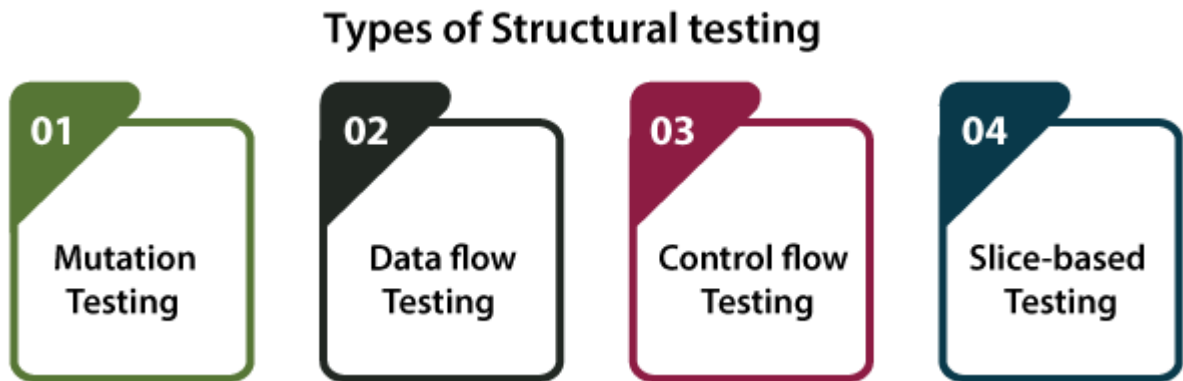 Types of Structural testing
01
Mutation
Testing
02
Data flow
Testing
03
Control flow
Testing
04
Slice-based
Testing